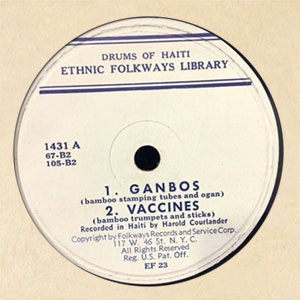 DRUMS OF HAITI
ETHNIC FOLKWAYS LIBRARY
1431 A
67-B2
105-B2
1. GANBOS
(bamboo stamping tubes and ogan)
2. VACCINES
(bamboo trumpets and sticks)
Recorded in Haiti by Harold Courlander
Copyright by Folkways Records and Service Corp.
117 W. 46 St. N. Y. C.
All Rights Reserved
Reg. U.S. Pat. Off.
EF 23